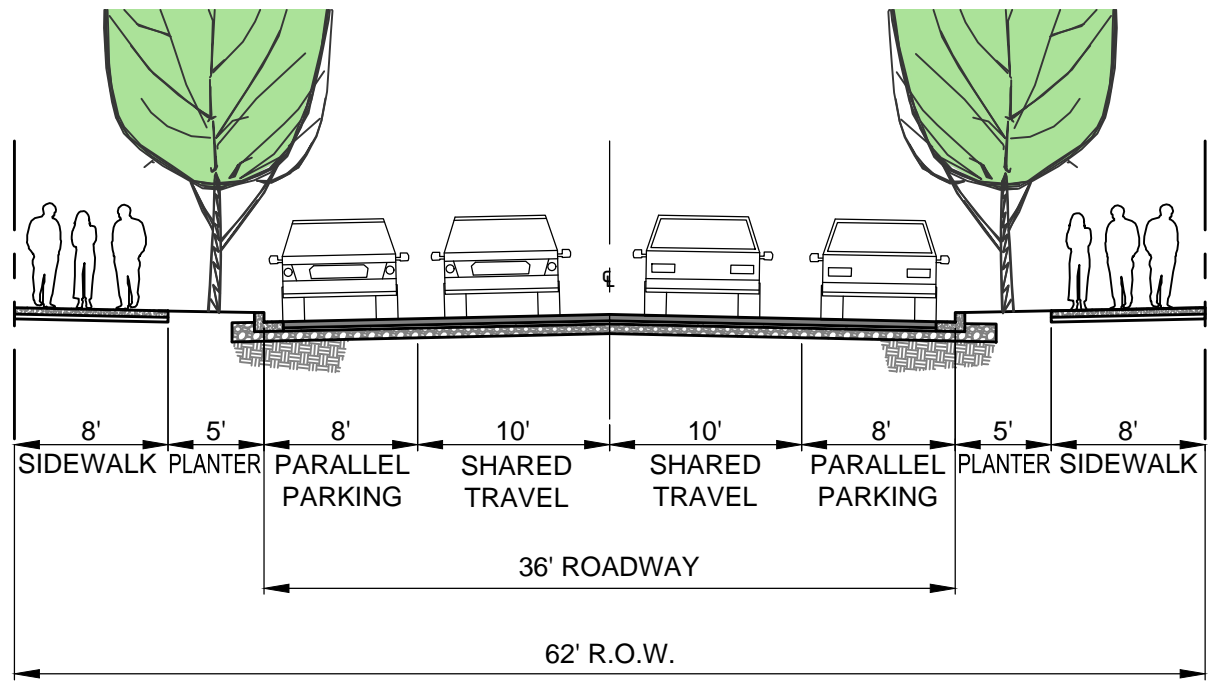 ℄
8' 5' 8' 10' 10' 8' 5' 8'
SIDEWALK PLANTER PARALLEL SHARED SHARED PARALLEL PLANTER SIDEWALK
PARKING TRAVEL TRAVEL PARKING
36' ROADWAY
62' R.O.W.